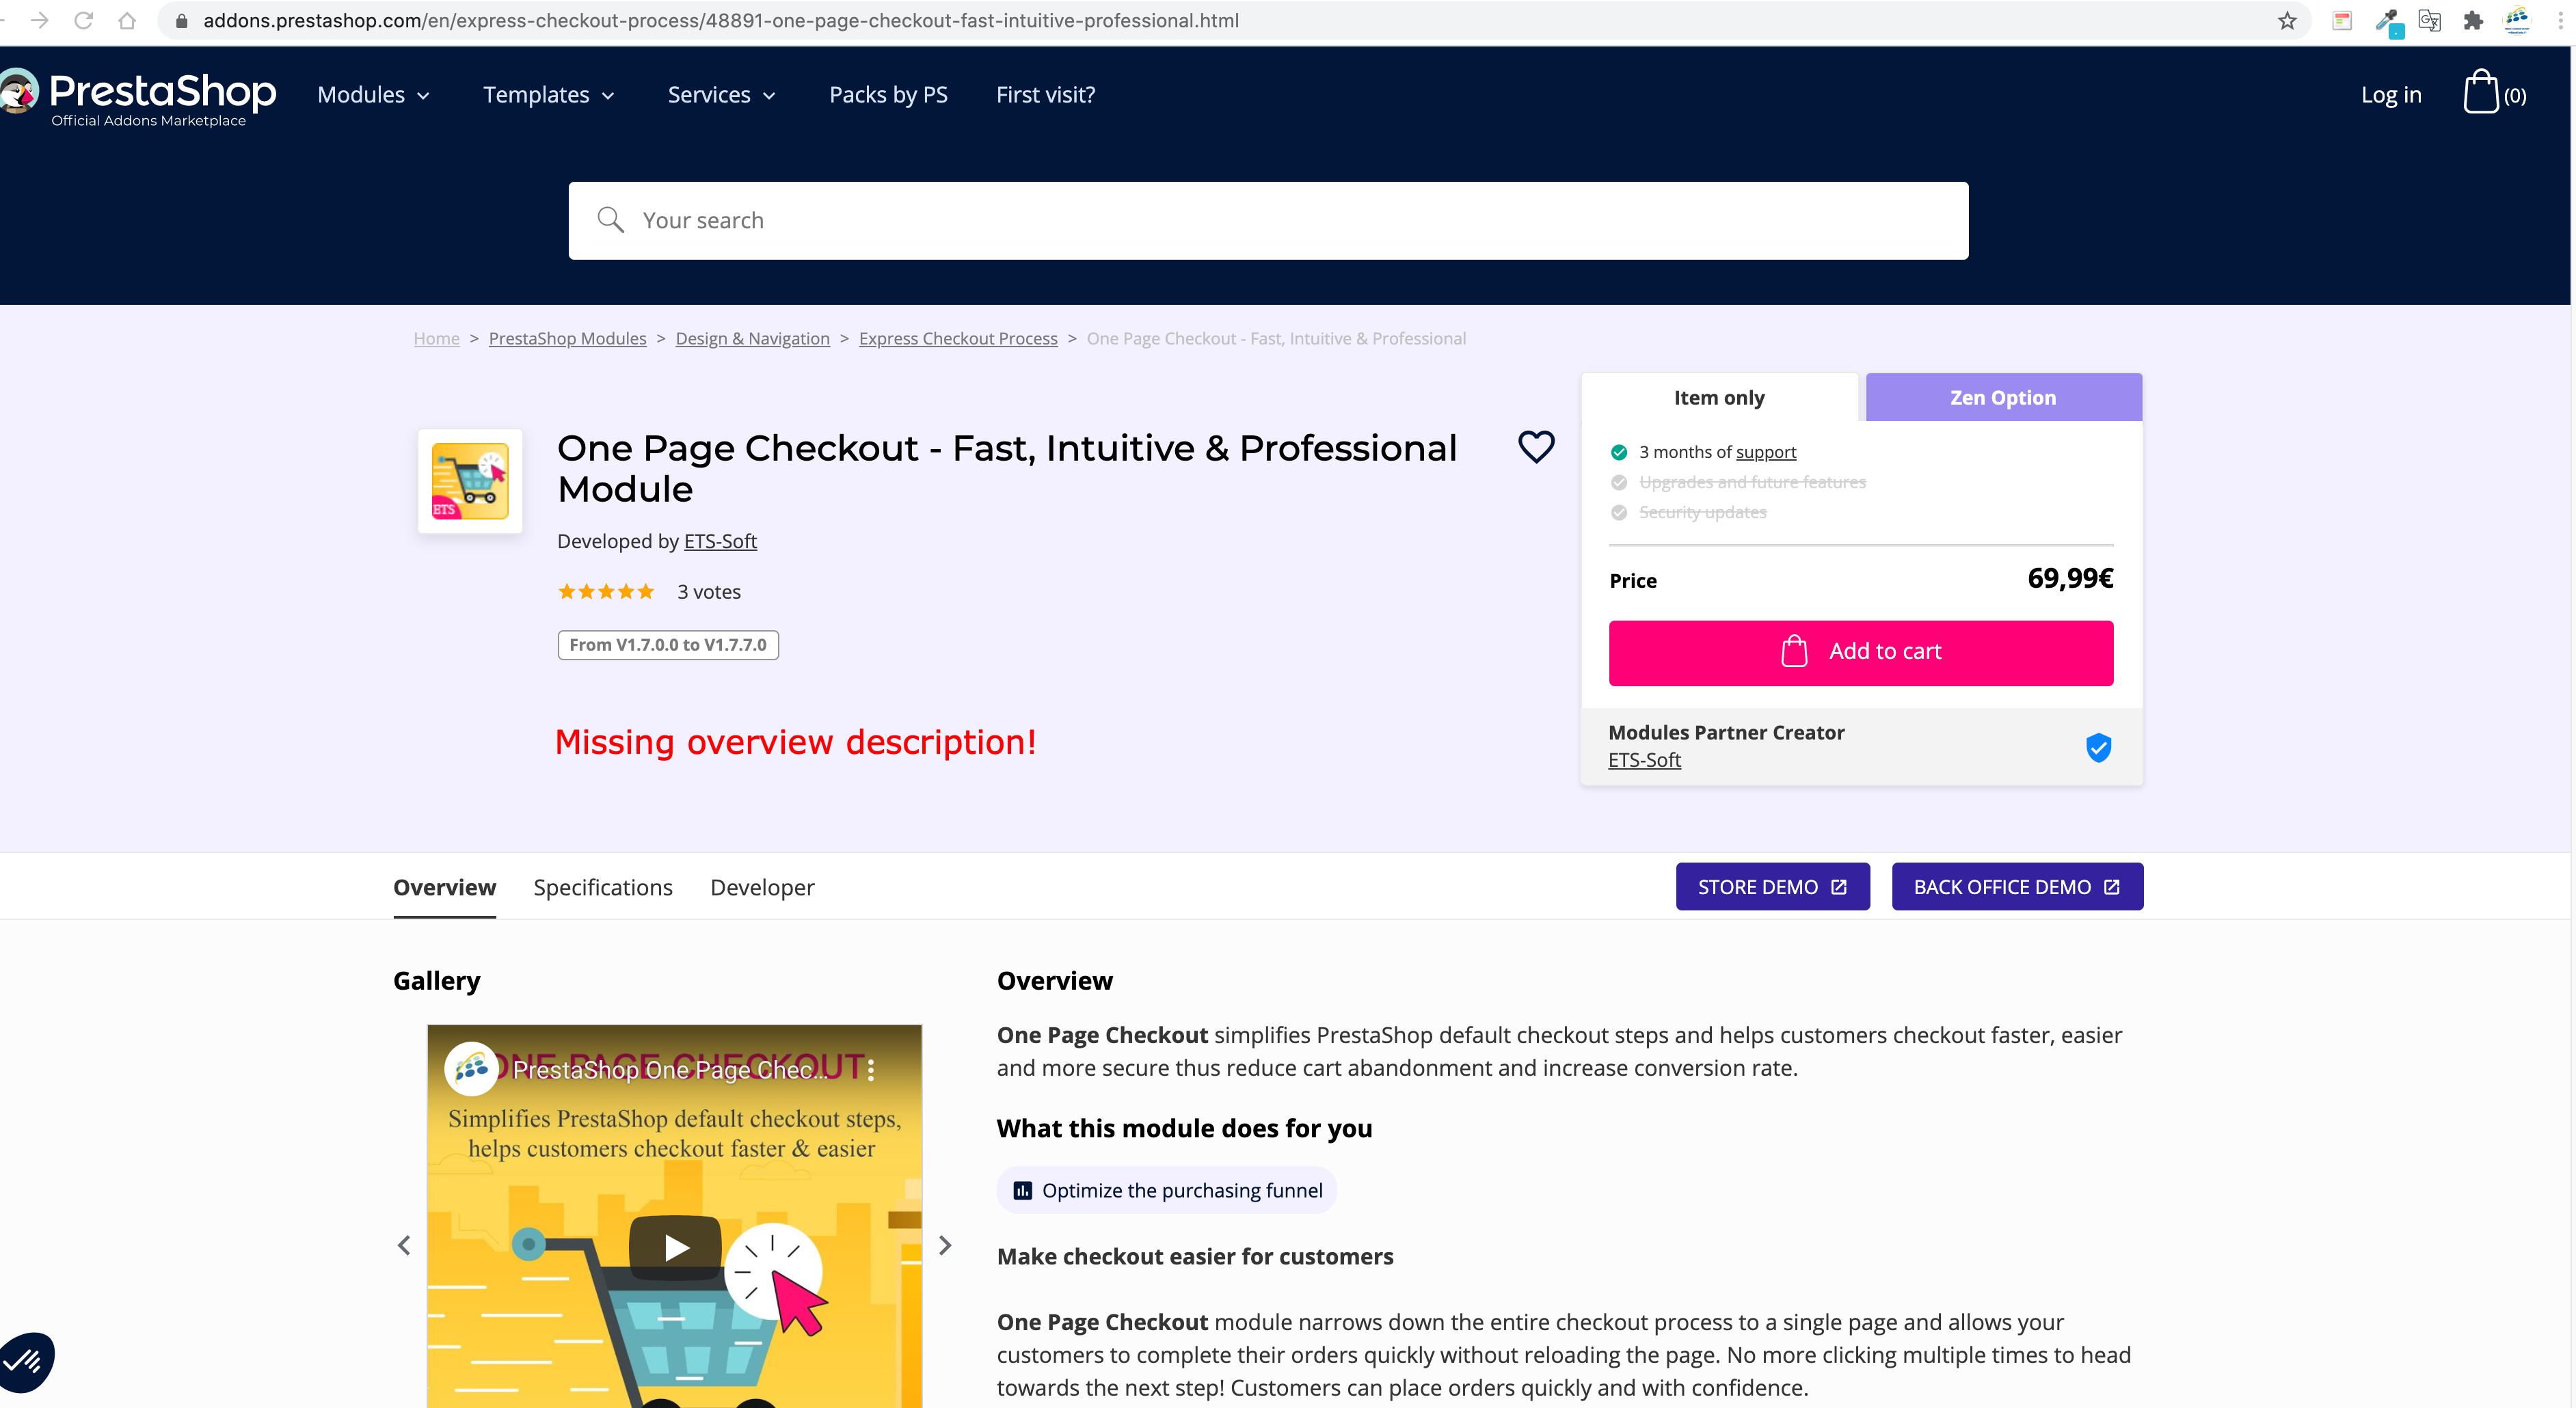 addons.prestashop.com/en/express-checkout-process/48891-one-page-checkout-fast-intuitive-professional.html
PrestaShop
Official Addons Marketplace
Modules
Templates
Services
Packs by PS
First visit?
Log in
(0)
Your search
Home > PrestaShop Modules > Design & Navigation > Express Checkout Process > One Page Checkout - Fast, Intuitive & Professional
ETS
One Page Checkout - Fast, Intuitive & Professional
Module
Developed by ETS-Soft
3 votes
From V1.7.0.0 to V1.7.7.0
Missing overview description!
Item only
Zen Option
3 months of support
Upgrades and future features
Security updates
Price
69,99€
Add to cart
Modules Partner Creator
ETS-Soft
Overview
Specifications
Developer
STORE DEMO
BACK OFFICE DEMO
Gallery
ONE PAGE CHECKOUT
PrestaShop One Page Chec...
Simplifies PrestaShop default checkout steps,
helps customers checkout faster & easier
Overview
One Page Checkout simplifies PrestaShop default checkout steps and helps customers checkout faster, easier
and more secure thus reduce cart abandonment and increase conversion rate.
What this module does for you
Optimize the purchasing funnel
Make checkout easier for customers
One Page Checkout module narrows down the entire checkout process to a single page and allows your
customers to complete their orders quickly without reloading the page. No more clicking multiple times to head
towards the next step! Customers can place orders quickly and with confidence.